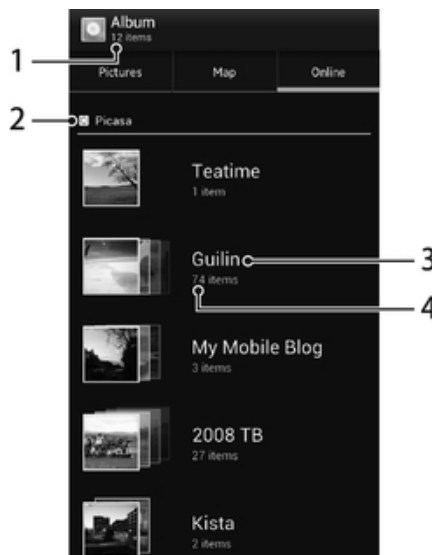 Album
12 items
1
Pictures Map Online
2
Picasa
Teatime
1 item
Guilin
3
74 items
4
My Mobile Blog
3 items
2008 TB
27 items
Kista
2 items